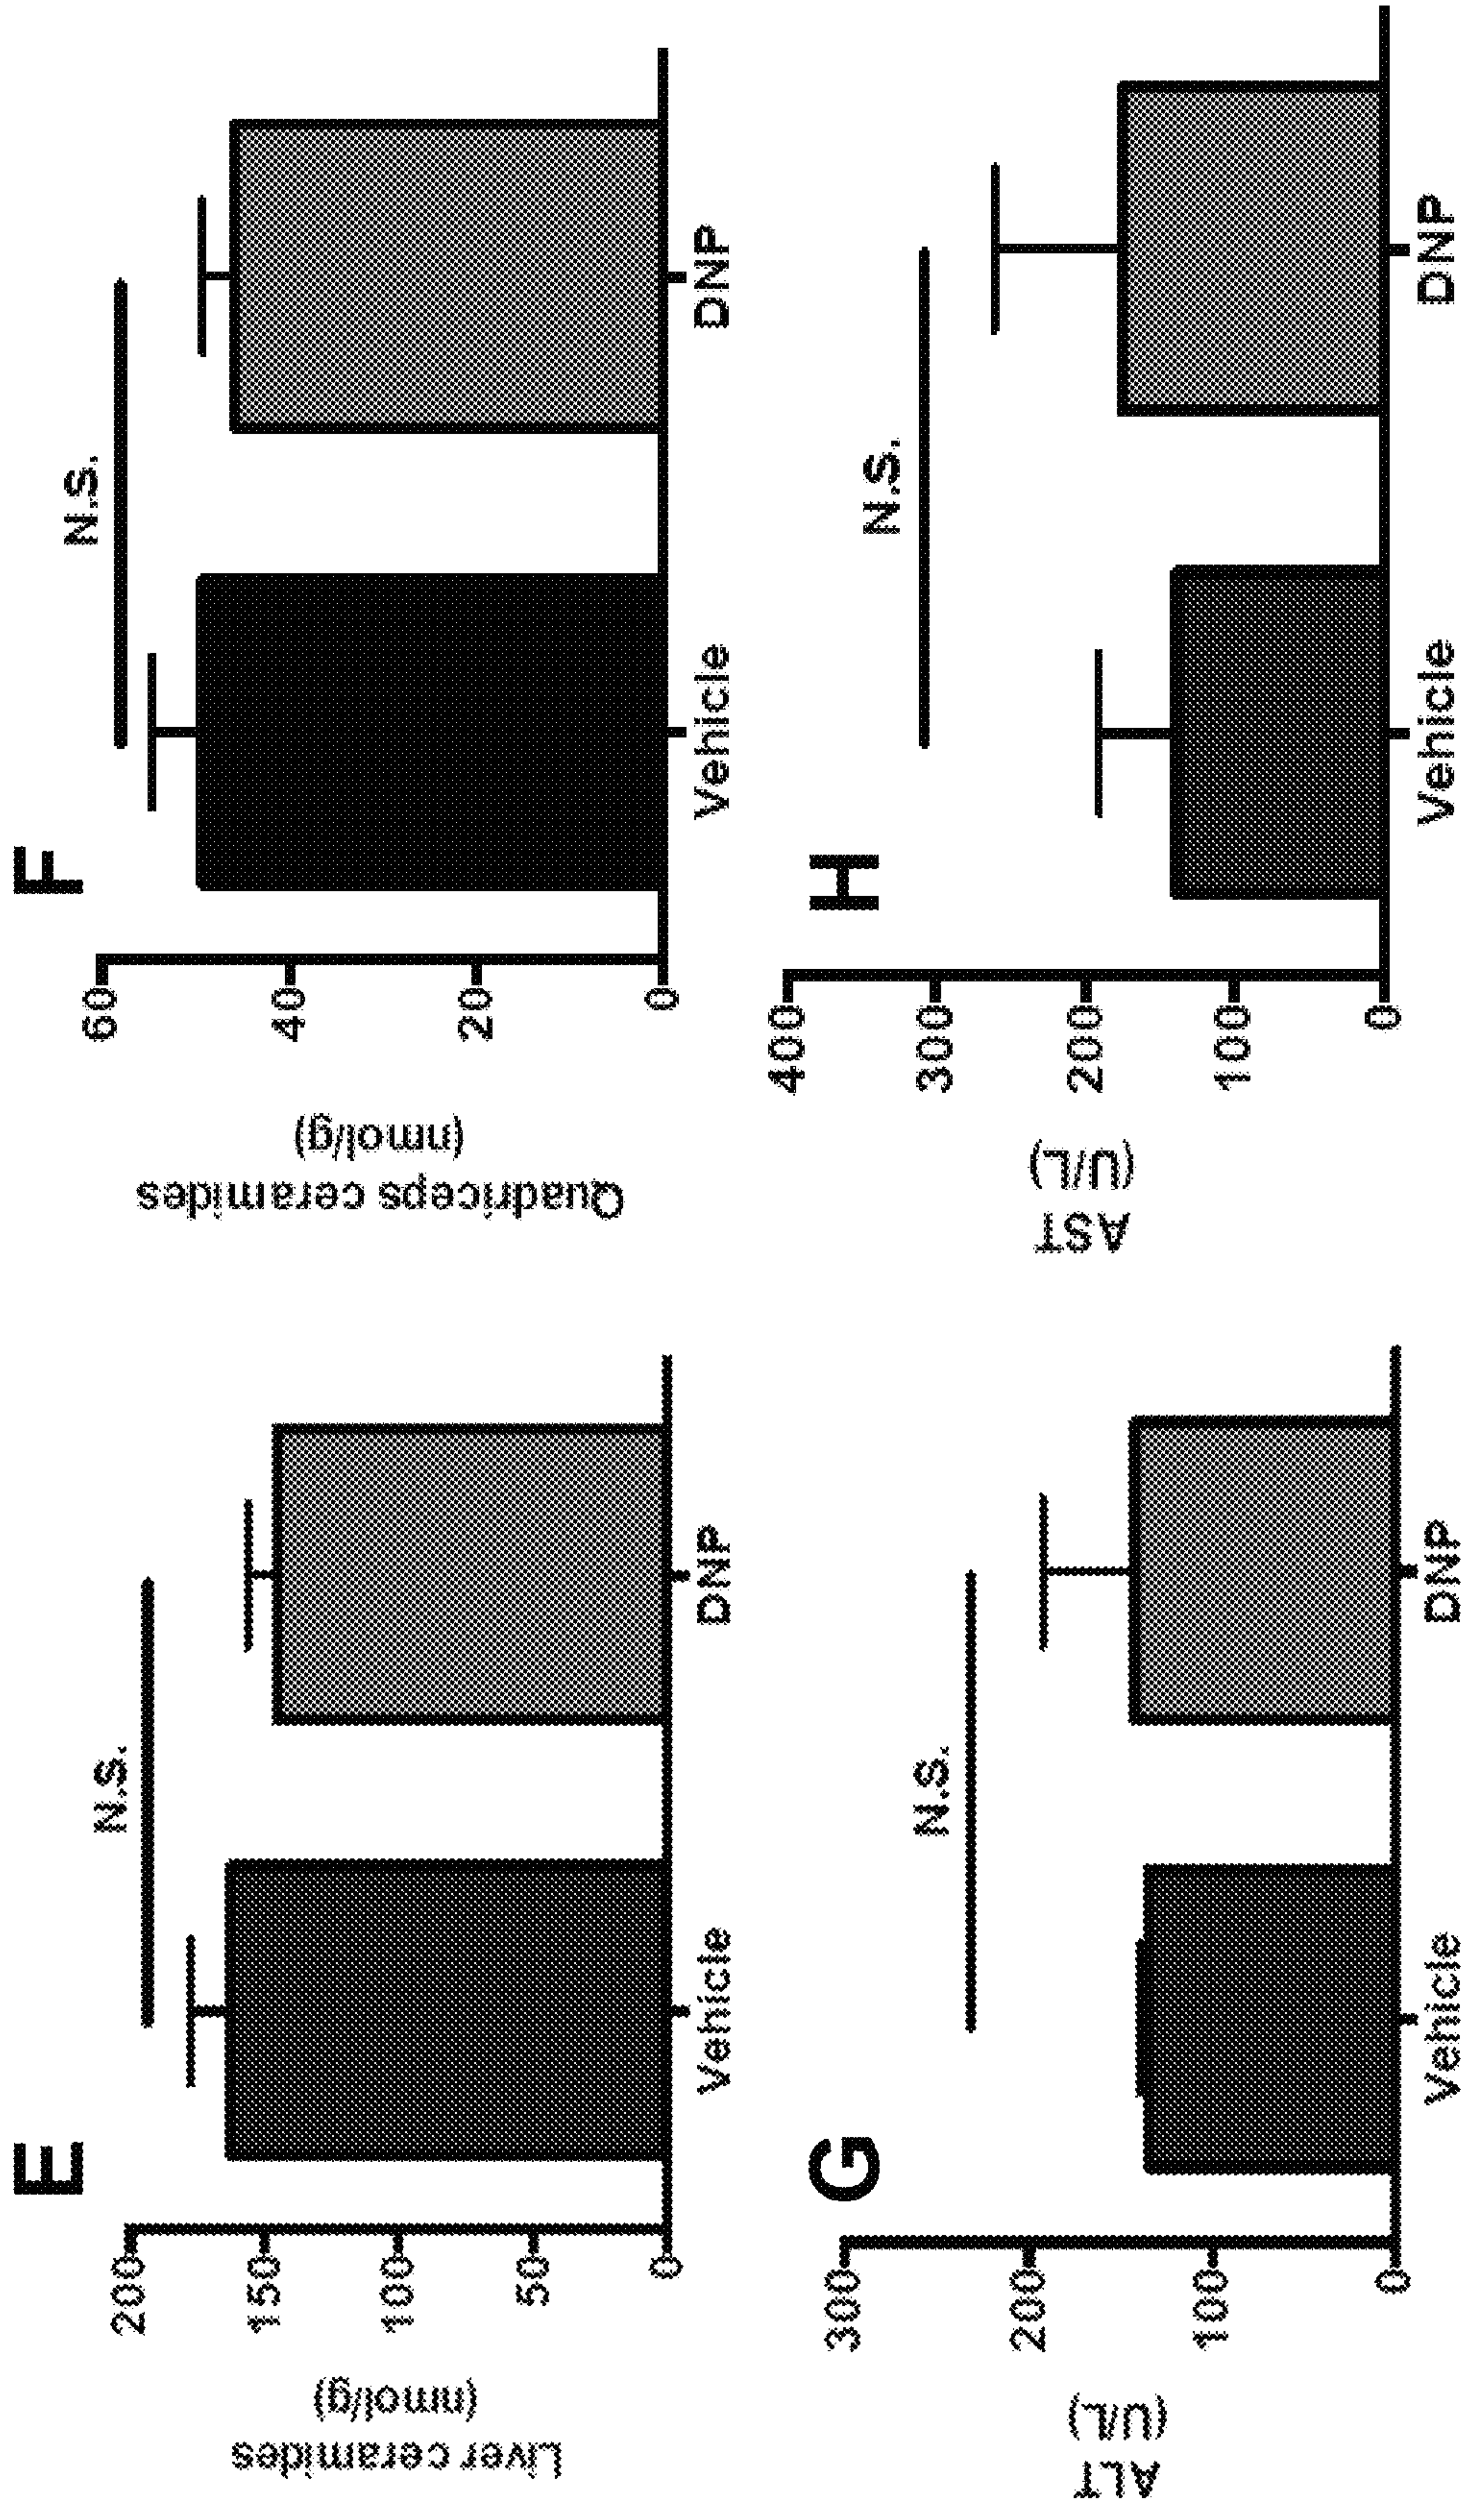 E
Liver ceramides
(nmol/g)
200
150
100
50
0
N.S.
Vehicle
DNP
F
Quadriceps ceramides
(nmol/g)
60
40
20
0
N.S.
Vehicle
DNP
G
ALT
(U/L)
300
200
100
0
N.S.
Vehicle
DNP
H
AST
(U/L)
400
300
200
100
0
N.S.
Vehicle
DNP